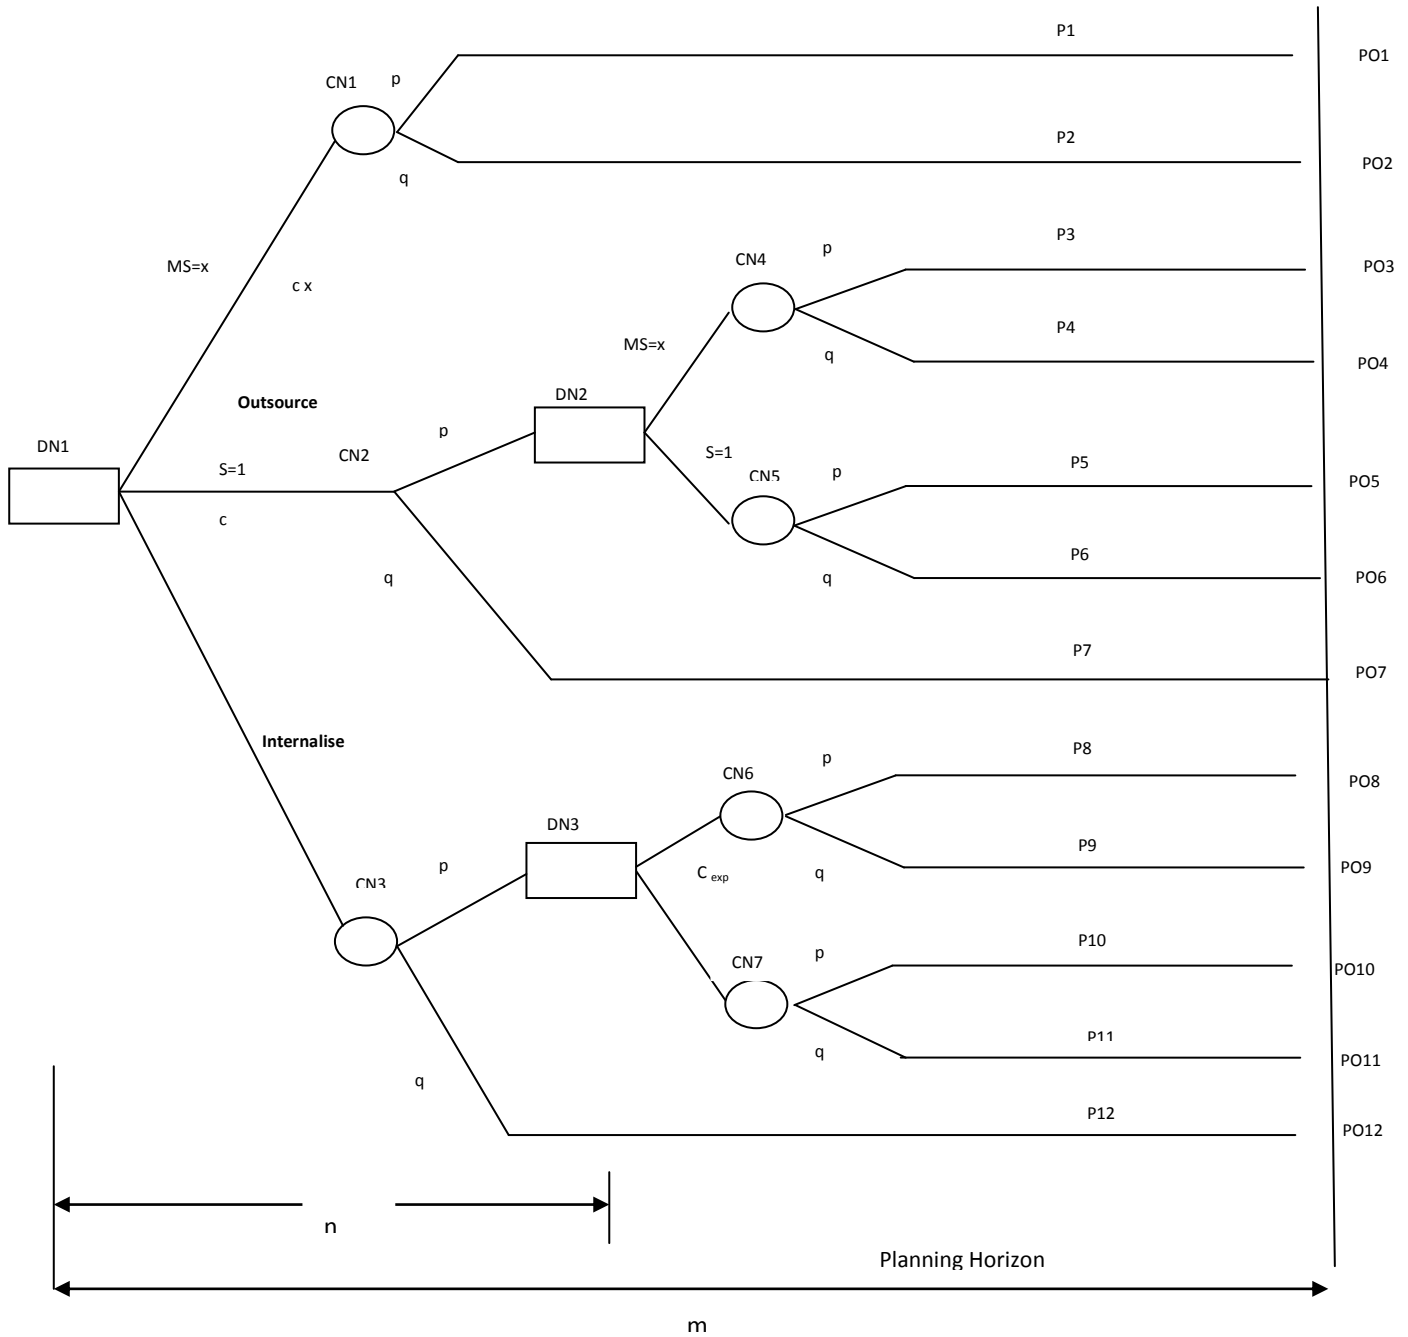 P1
PO1
CN1
p
P2
PO2
q
P3
p
PO3
CN4
MS=x
c x
P4
MS=x
q
PO4
DN2
Outsource
p
DN1
CN2
S=1
P5
S=1
p
PO5
CN5
c
P6
q
q
PO6
P7
PO7
Internalise
P8
p
CN6
PO8
DN3
P9
p
C exp
q
PO9
CN3
P10
p
CN7
PO10
P11
q
PO11
q
P12
PO12
n
Planning Horizon
m